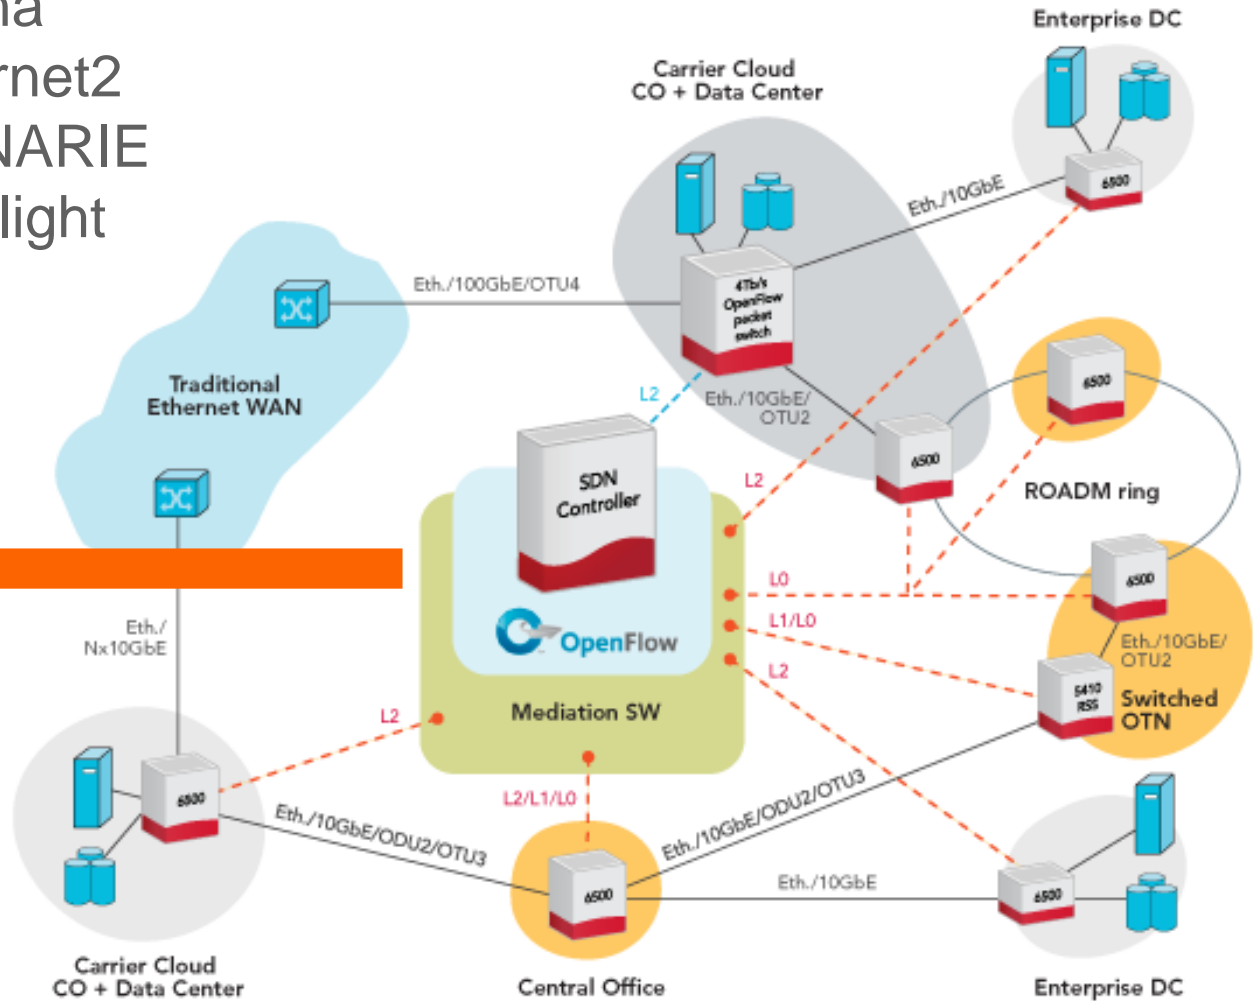 na
rnet2
NARIE
light
Enterprise DC
Carrier Cloud
CO + Data Center
6500
Eth./10GbE
Eth./100GbE/OTU4
4Tb/s
OpenFlow
packet
switch
Traditional
Ethernet WAN
L2
Eth./10GbE/
OTU2
6500
6500
SDN
Controller
L2
ROADM ring
L0
6500
L1/L0
Eth./
Nx10GbE
OpenFlow
Eth./10GbE/
OTU2
L2
5410
RSS
Switched
OTN
L2
Mediation SW
6500
L2/L1/L0
Eth./10GbE/ODU2/OTU3
Eth./10GbE/ODU2/OTU3
6500
Eth./10GbE
6500
Carrier Cloud
CO + Data Center
Central Office
Enterprise DC